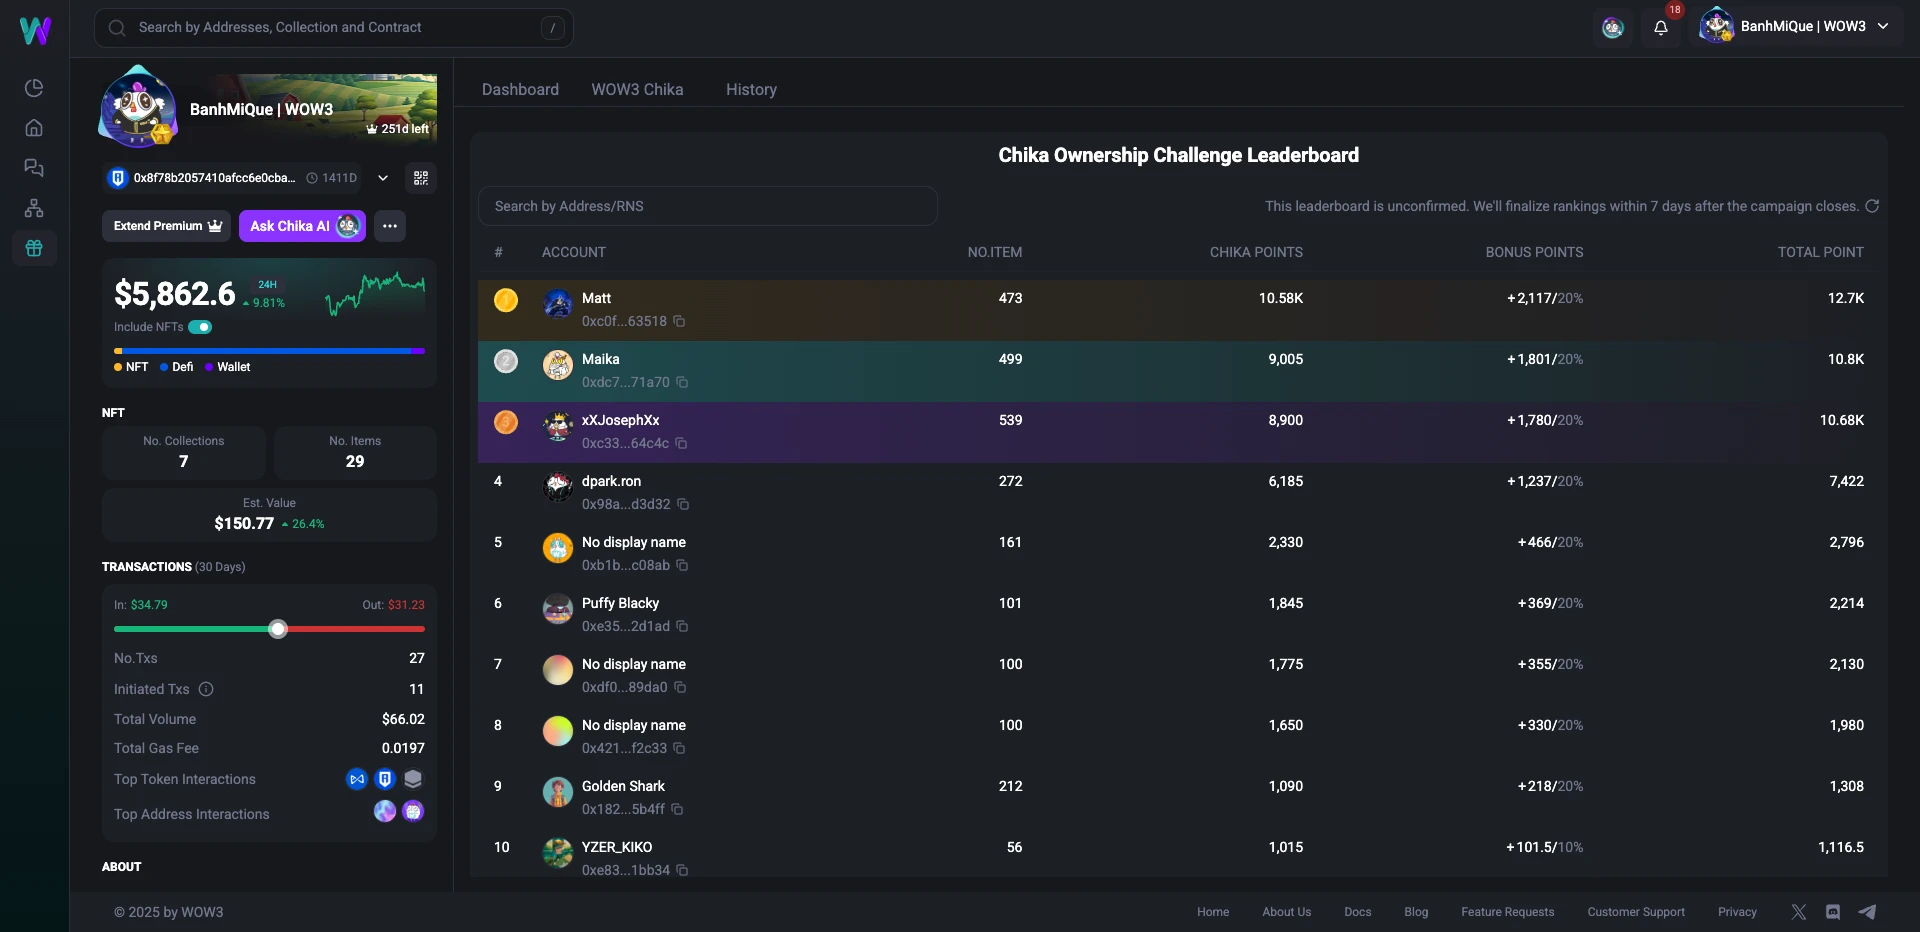 Search by Addresses, Collection and Contract
/
18
BanhMiQue | WOW3
BanhMiQue | WOW3
251d left
0x8f78b2057410afcc6e0cba...
1411D
Extend Premium
Ask Chika AI
$5,862.6
24H
9.81%
Include NFTs
NFT
Defi
Wallet
NFT
No. Collections
7
No. Items
29
Est. Value
$150.77
26.4%
TRANSACTIONS (30 Days)
In: $34.79
Out: $31.23
No.Txs
27
Initiated Txs
11
Total Volume
$66.02
Total Gas Fee
0.0197
Top Token Interactions
Top Address Interactions
ABOUT
Dashboard
WOW3 Chika
History
Chika Ownership Challenge Leaderboard
Search by Address/RNS
This leaderboard is unconfirmed. We'll finalize rankings within 7 days after the campaign closes.
# ACCOUNT NO.ITEM CHIKA POINTS BONUS POINTS TOTAL POINT
Matt 473 10.58K +2,117/20% 12.7K
0xc0f...63518
2 Maika 499 9,005 +1,801/20% 10.8K
0xdc7...71a70
3 xXJosephXx 539 8,900 +1,780/20% 10.68K
0xc33...64c4c
4 dpark.ron 272 6,185 +1,237/20% 7,422
0x98a...d3d32
5 No display name 161 2,330 +466/20% 2,796
0xb1b...c08ab
6 Puffy Blacky 101 1,845 +369/20% 2,214
0xe35...2d1ad
7 No display name 100 1,775 +355/20% 2,130
0xdf0...89da0
8 No display name 100 1,650 +330/20% 1,980
0x421...f2c33
9 Golden Shark 212 1,090 +218/20% 1,308
0x182...5b4ff
10 YZER_KIKO 56 1,015 +101.5/10% 1,116.5
0xe83...1bb34
© 2025 by WOW3
Home About Us Docs Blog Feature Requests Customer Support Privacy